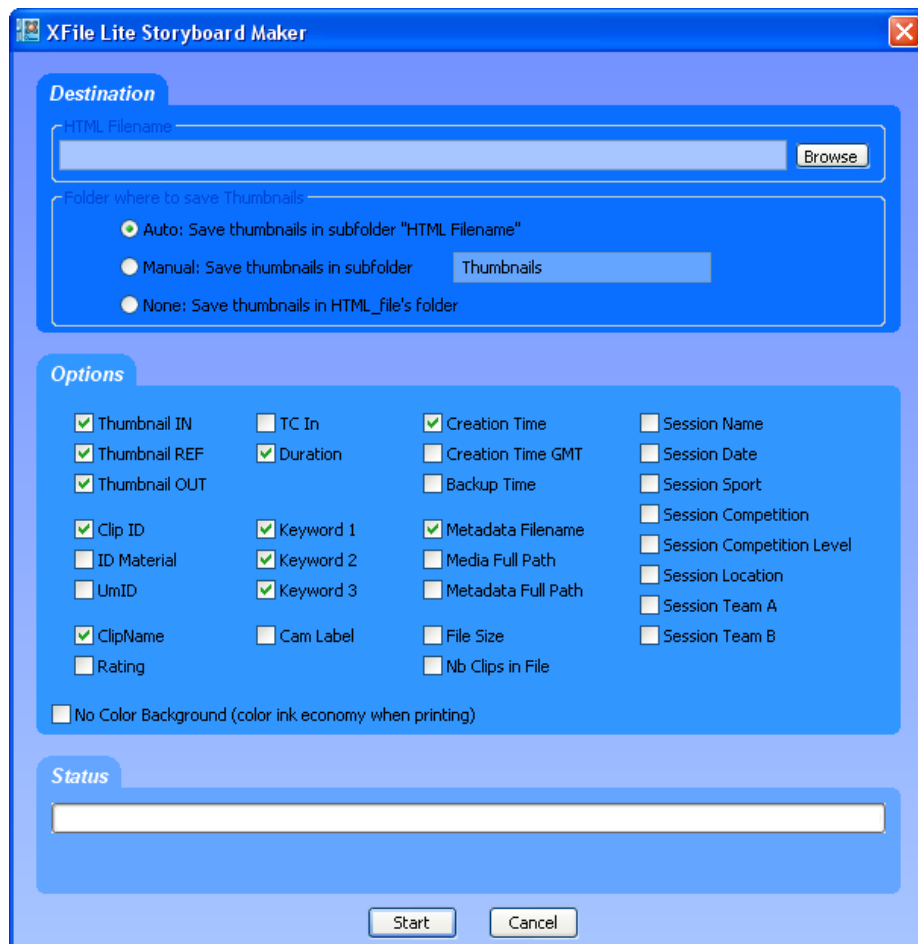 XFile Lite Storyboard Maker
Destination
HTML Filename
Browse
Folder where to save Thumbnails
Auto: Save thumbnails in subfolder "HTML Filename"
Manual: Save thumbnails in subfolder Thumbnails
None: Save thumbnails in HTML_file's folder
Options
Thumbnail IN
Thumbnail REF
Thumbnail OUT
Clip ID
ID Material
UmID
ClipName
Rating
TC In
Duration
Keyword 1
Keyword 2
Keyword 3
Cam Label
Creation Time
Creation Time GMT
Backup Time
Metadata Filename
Media Full Path
Metadata Full Path
File Size
Nb Clips in File
Session Name
Session Date
Session Sport
Session Competition
Session Competition Level
Session Location
Session Team A
Session Team B
No Color Background (color ink economy when printing)
Status
Start Cancel